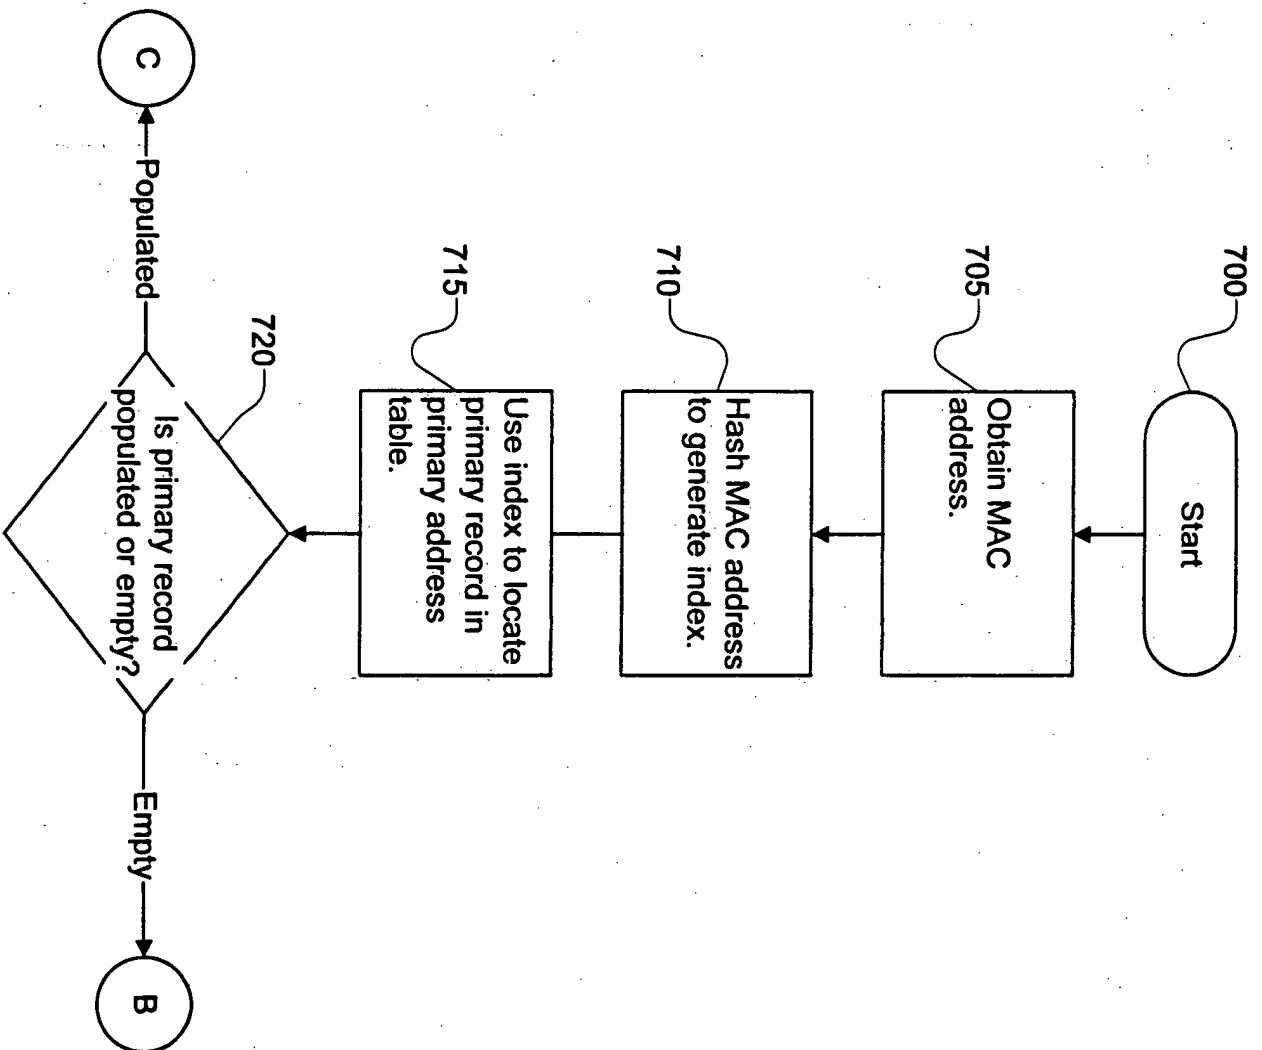 700
Start
705
Obtain MAC
address.
710
Hash MAC address
to generate index.
715
Use index to locate
primary record in
primary address
table.
720
Is primary record
populated or empty?
Populated
C
Empty
B